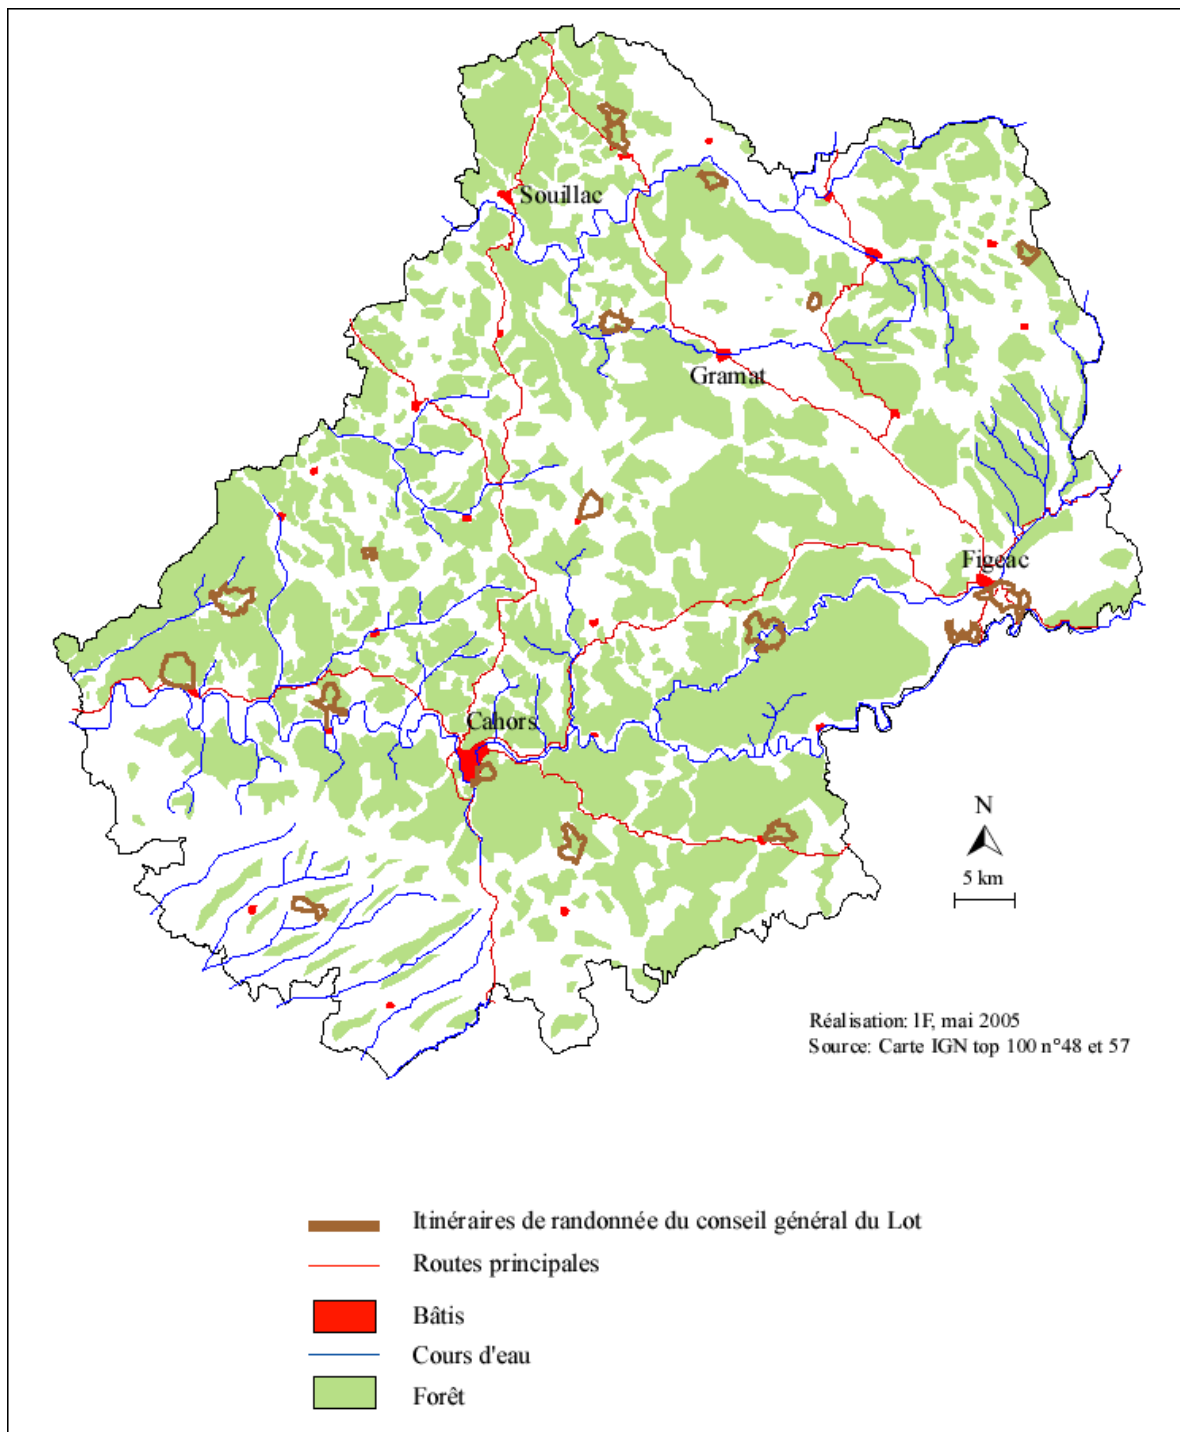 Souillac
Gramat
Figeac
Cahors
N
5 km
Réalisation: IF, mai 2005
Source: Carte IGN top 100 n°48 et 57
Itinéraires de randonnée du conseil général du Lot
Routes principales
Bâtis
Cours d'eau
Forêt